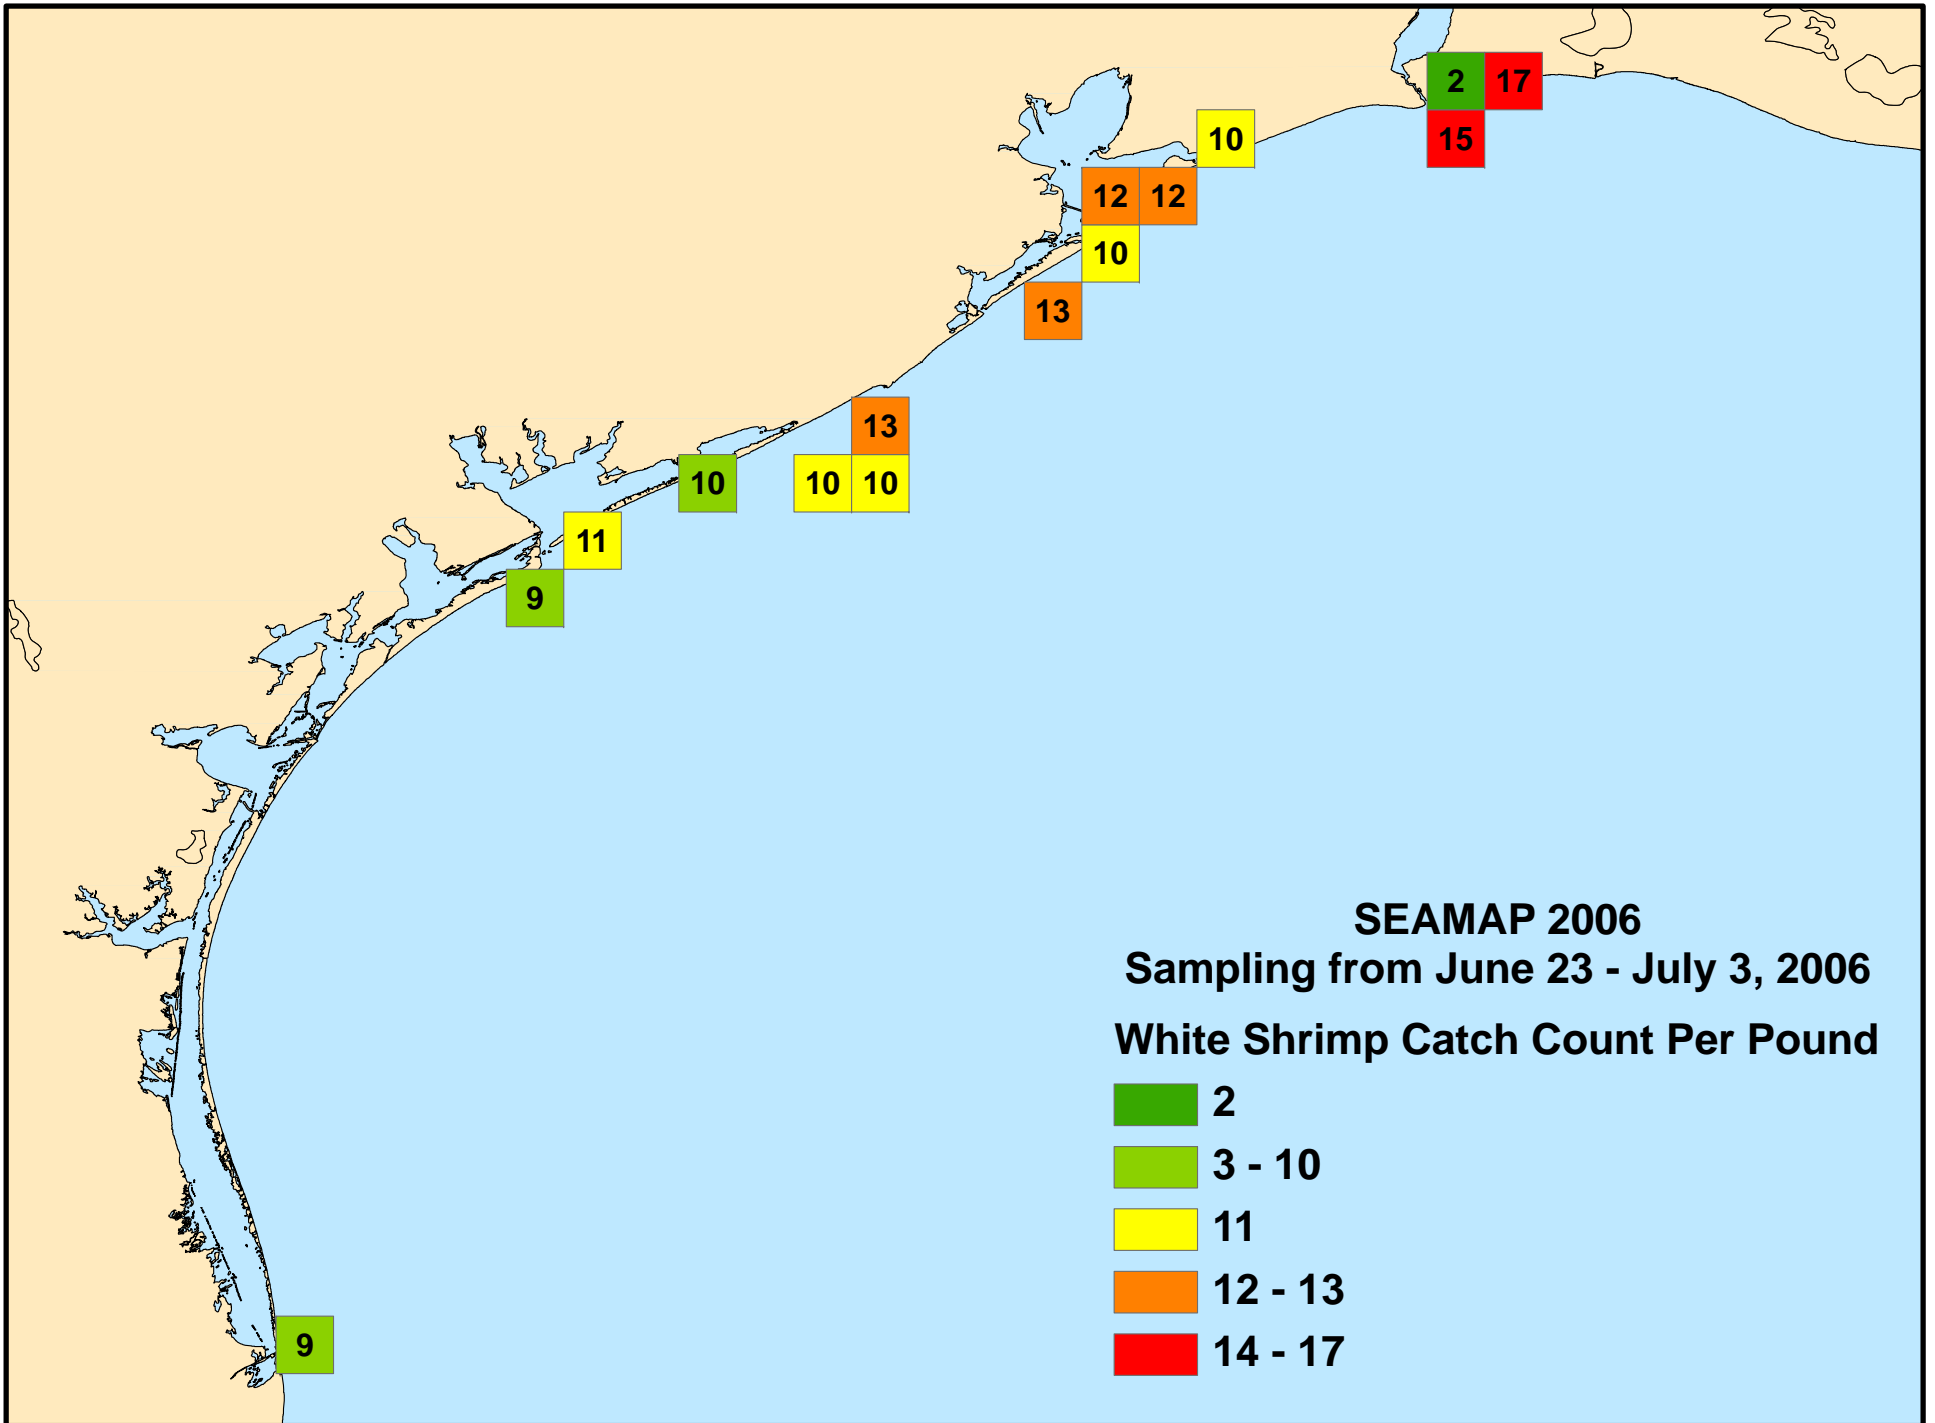 2 17
15
10
12 12
10
13
13
10 10 10
11
9
SEAMAP 2006
Sampling from June 23 - July 3, 2006
White Shrimp Catch Count Per Pound
2
3 - 10
11
12 - 13
14 - 17
9